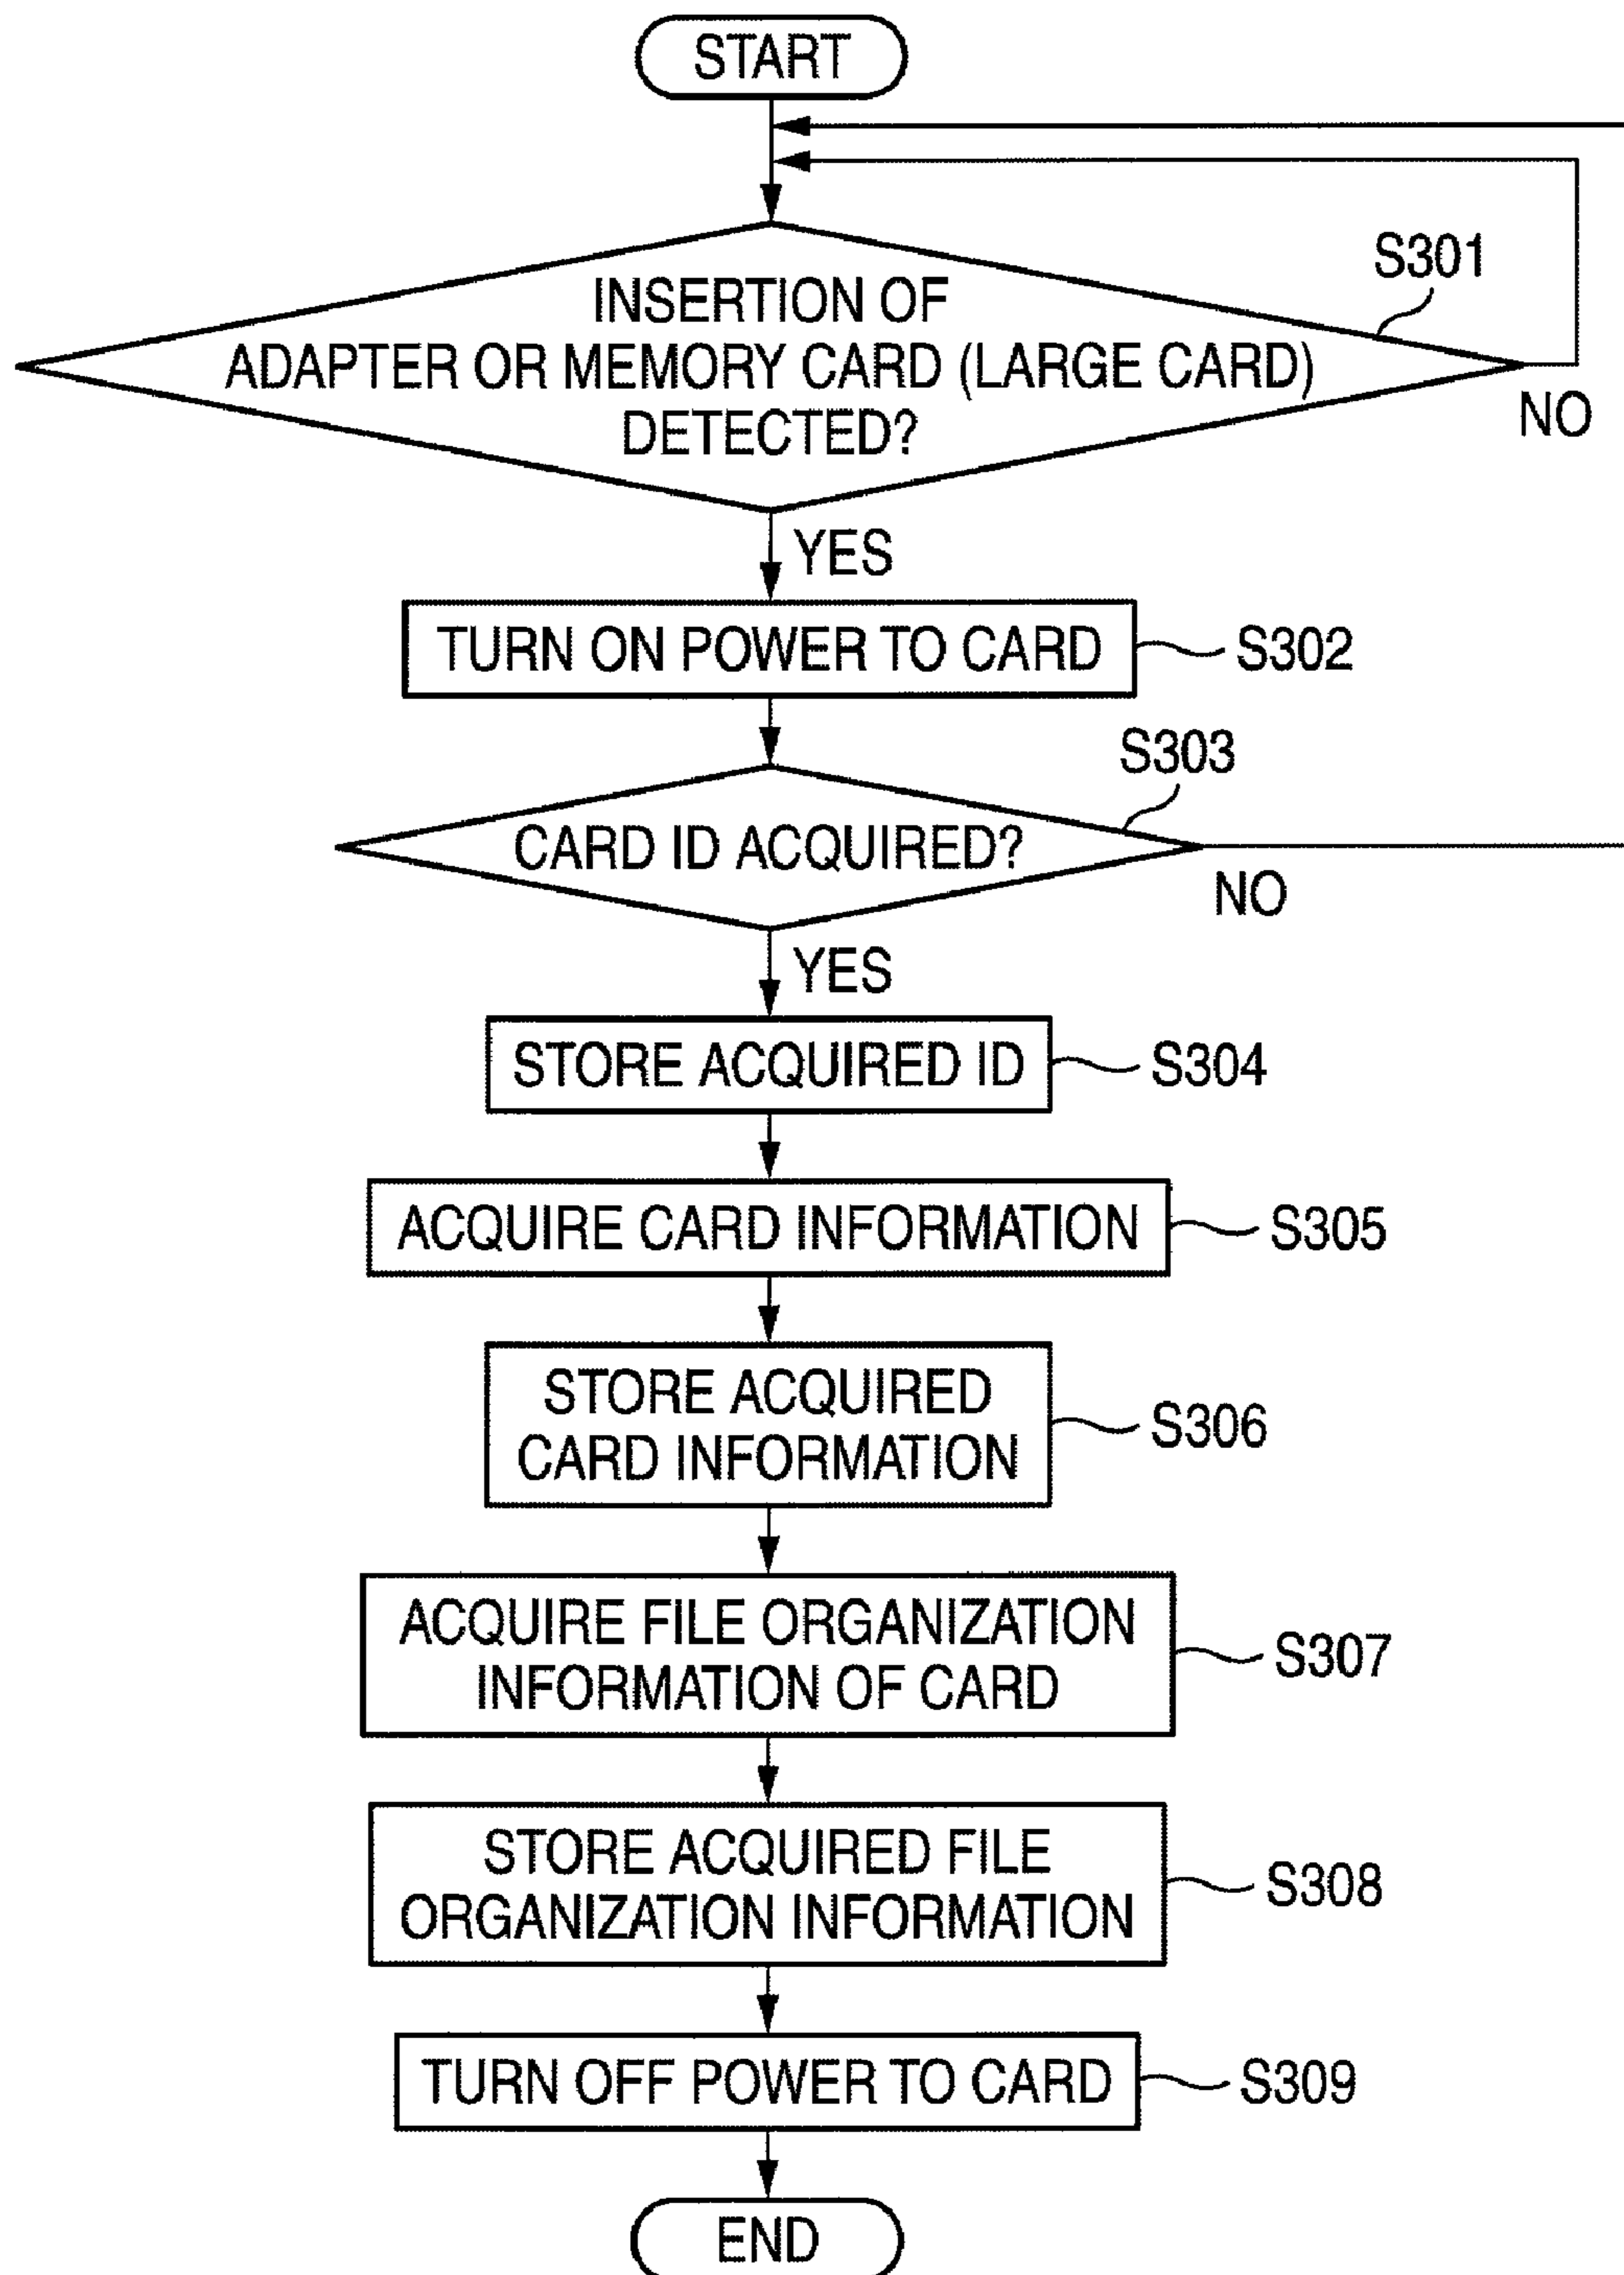 START
S301
INSERTION OF
ADAPTER OR MEMORY CARD (LARGE CARD)
DETECTED?
NO
YES
TURN ON POWER TO CARD
S302
S303
CARD ID ACQUIRED?
NO
YES
STORE ACQUIRED ID
S304
ACQUIRE CARD INFORMATION
S305
STORE ACQUIRED
CARD INFORMATION
S306
ACQUIRE FILE ORGANIZATION
INFORMATION OF CARD
S307
STORE ACQUIRED FILE
ORGANIZATION INFORMATION
S308
TURN OFF POWER TO CARD
S309
END